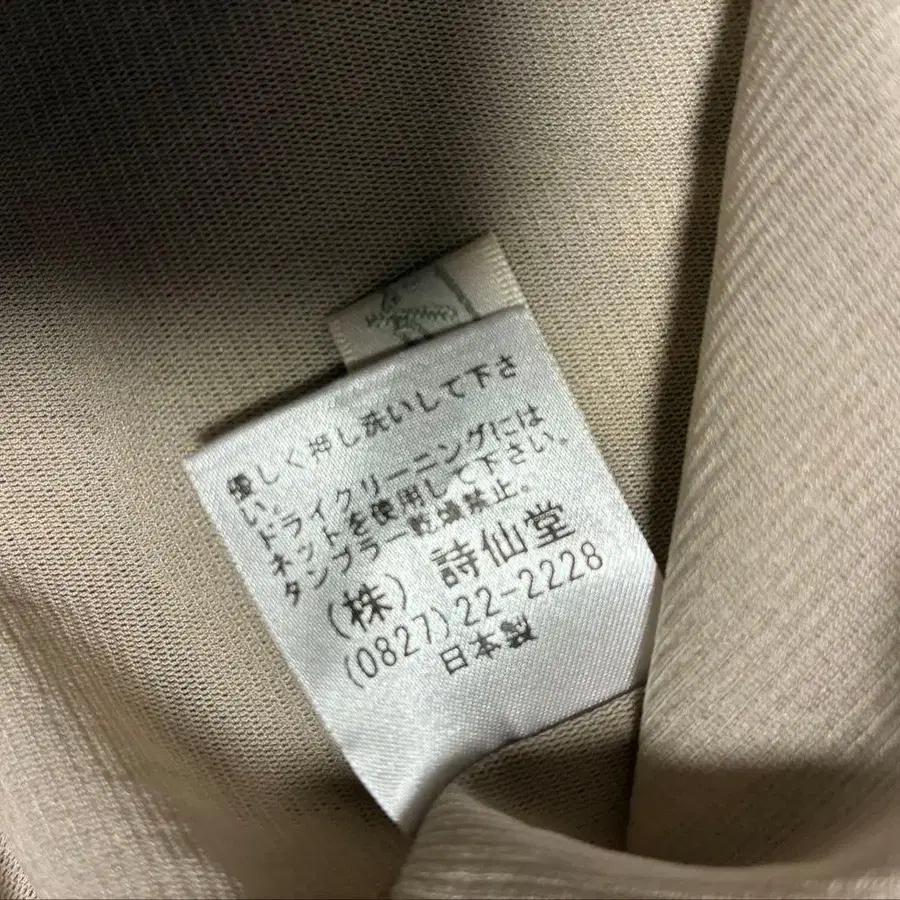 優しく押し洗いして下さ
い。ドライクリーニングには
ネットを使用して下さい。
タンブラー乾燥禁止。
(株) 詩仙堂
(0827)22-2228
日本製